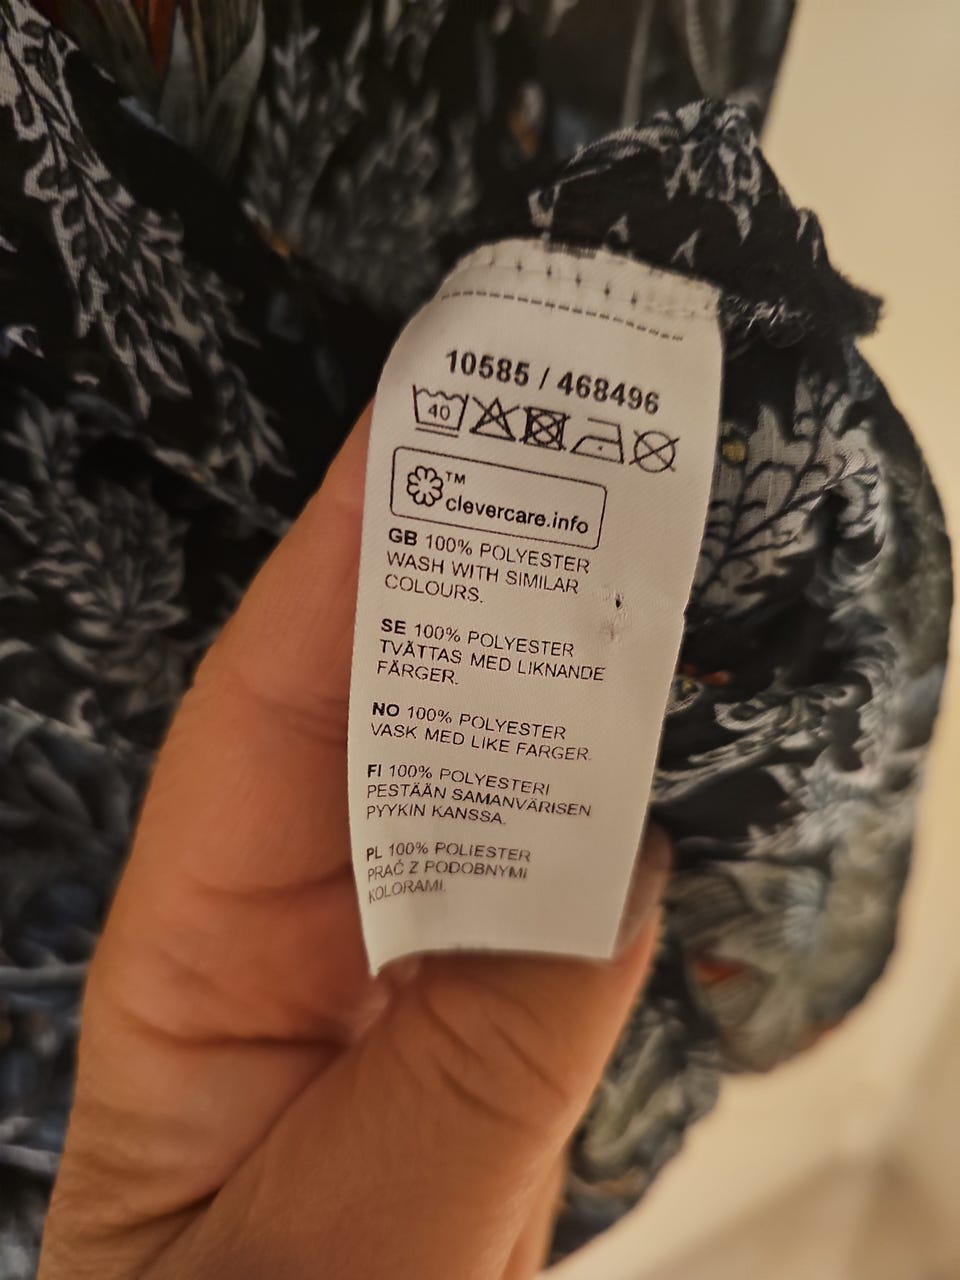 10585 / 468496
40
™
clevercare.info
GB 100% POLYESTER
WASH WITH SIMILAR
COLOURS.
SE 100% POLYESTER
TVÄTTAS MED LIKNANDE
FÄRGER.
NO 100% POLYESTER
VASK MED LIKE FARGER.
FI 100% POLYESTERI
PESTÄÄN SAMANVÄRISEN
PYYKIN KANSSA.
PL 100% POLIESTER
PRAĆ Z PODOBNYMI
KOLORAMI.